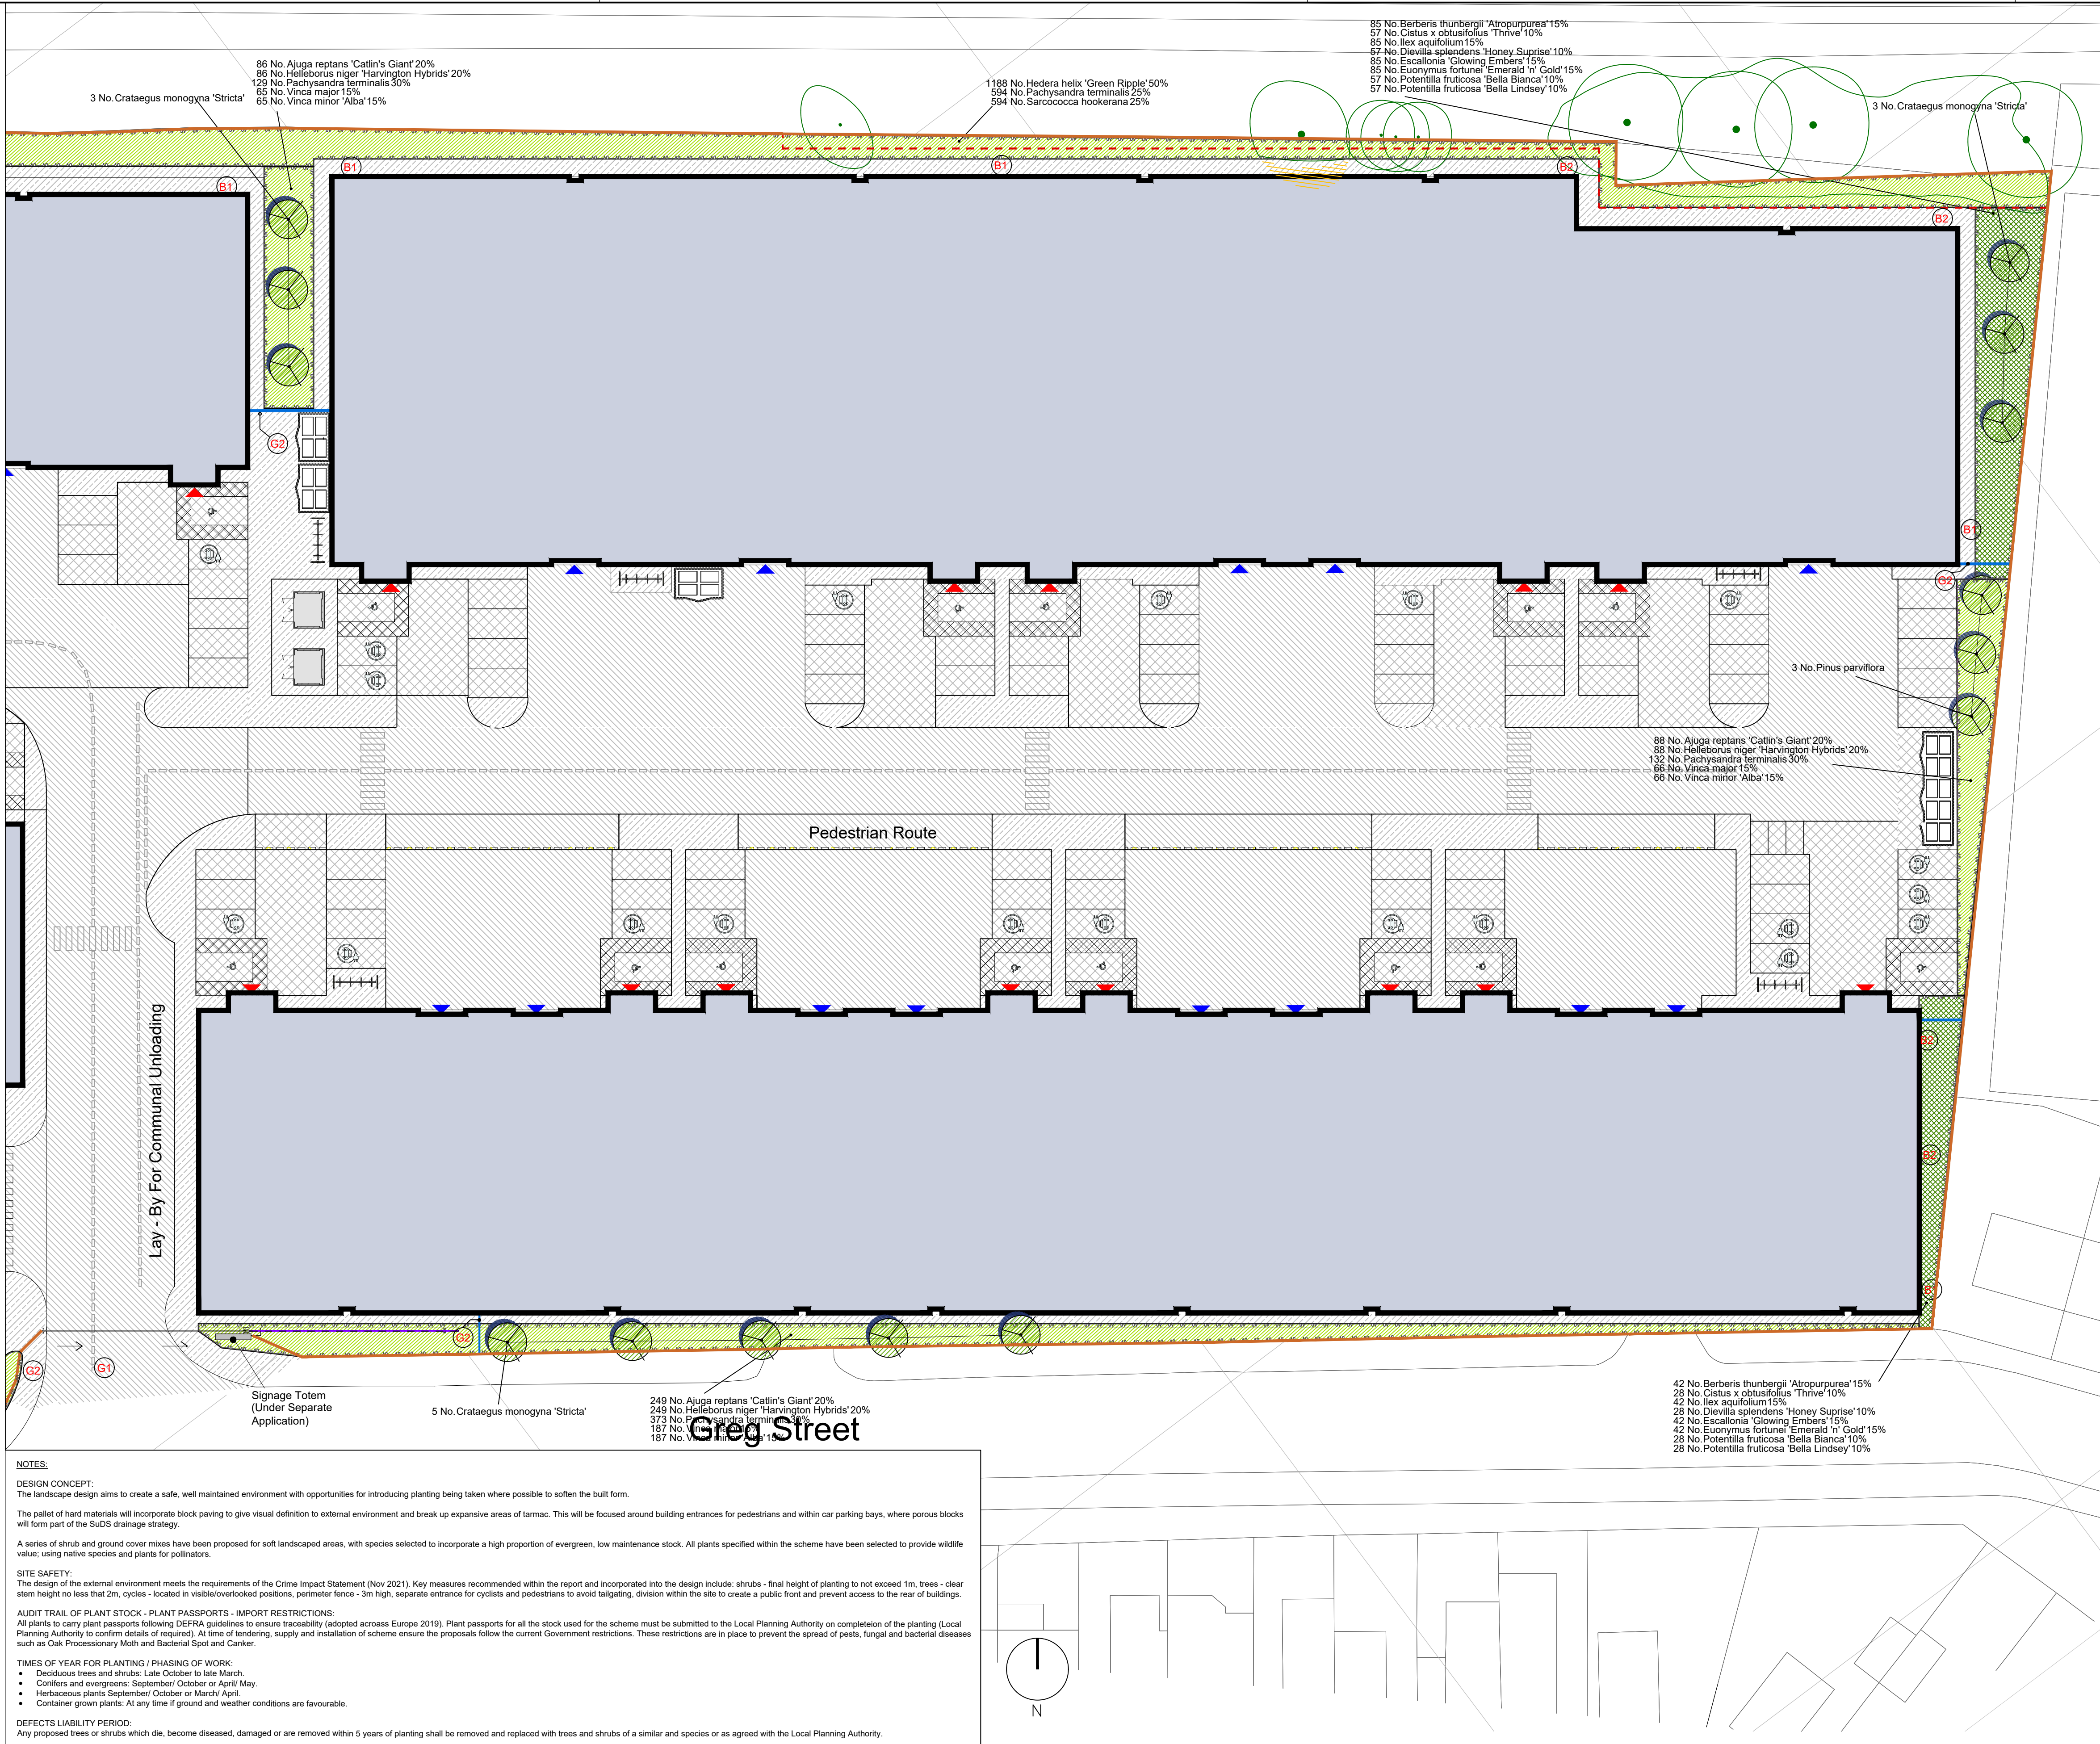 85 No.Berberis thunbergii 'Atropurpurea'15%
57 No.Cistus x obtusifolius 'Thrive'10%
85 No.Ilex aquifolium15%
57 No.Dievilla splendens 'Honey Suprise'10%
85 No.Escallonia 'Glowing Embers'15%
85 No.Euonymus fortunei 'Emerald 'n' Gold'15%
57 No.Potentilla fruticosa 'Bella Bianca'10%
57 No.Potentilla fruticosa 'Bella Lindsey'10%
86 No.Ajuga reptans 'Catlin's Giant'20%
86 No.Helleborus niger 'Harvington Hybrids'20%
129 No.Pachysandra terminalis30%
65 No.Vinca major15%
65 No.Vinca minor 'Alba'15%
3 No.Crataegus monogyna 'Stricta'
1188 No.Hedera helix 'Green Ripple'50%
594 No.Pachysandra terminalis25%
594 No.Sarcococca hookerana25%
3 No.Crataegus monogyna 'Stricta'
B1
B1
B1
B2
B2
G2
B1
G2
3 No.Pinus parviflora
88 No.Ajuga reptans 'Catlin's Giant'20%
88 No.Helleborus niger 'Harvington Hybrids'20%
132 No.Pachysandra terminalis30%
66 No.Vinca major15%
66 No.Vinca minor 'Alba'15%
Pedestrian Route
Lay - By For Communal Unloading
B2
G2
G2
G1
Signage Totem
(Under Separate
Application)
5 No.Crataegus monogyna 'Stricta'
249 No.Ajuga reptans 'Catlin's Giant'20%
249 No.Helleborus niger 'Harvington Hybrids'20%
373 No.Pachysandra terminalis30%
187 No.Vinca major15%
187 No.Vinca minor 'Alba'15%
Greg Street
42 No.Berberis thunbergii 'Atropurpurea'15%
28 No.Cistus x obtusifolius 'Thrive'10%
42 No.Ilex aquifolium15%
28 No.Dievilla splendens 'Honey Suprise'10%
42 No.Escallonia 'Glowing Embers'15%
42 No.Euonymus fortunei 'Emerald 'n' Gold'15%
28 No.Potentilla fruticosa 'Bella Bianca'10%
28 No.Potentilla fruticosa 'Bella Lindsey'10%
NOTES:
DESIGN CONCEPT:
The landscape design aims to create a safe, well maintained environment with opportunities for introducing planting being taken where possible to soften the built form.
The pallet of hard materials will incorporate block paving to give visual definition to external environment and break up expansive areas of tarmac. This will be focused around building entrances for pedestrians and within car parking bays, where porous blocks
will form part of the SuDS drainage strategy.
A series of shrub and ground cover mixes have been proposed for soft landscaped areas, with species selected to incorporate a high proportion of evergreen, low maintenance stock. All plants specified within the scheme have been selected to provide wildlife
value; using native species and plants for pollinators.
SITE SAFETY:
The design of the external environment meets the requirements of the Crime Impact Statement (Nov 2021). Key measures recommended within the report and incorporated into the design include: shrubs - final height of planting to not exceed 1m, trees - clear
stem height no less that 2m, cycles - located in visible/overlooked positions, perimeter fence - 3m high, separate entrance for cyclists and pedestrians to avoid tailgating, division within the site to create a public front and prevent access to the rear of buildings.
AUDIT TRAIL OF PLANT STOCK - PLANT PASSPORTS - IMPORT RESTRICTIONS:
All plants to carry plant passports following DEFRA guidelines to ensure traceability (adopted acroass Europe 2019). Plant passports for all the stock used for the scheme must be submitted to the Local Planning Authority on completeion of the planting (Local
Planning Authority to confirm details of required). At time of tendering, supply and installation of scheme ensure the proposals follow the current Government restrictions. These restrictions are in place to prevent the spread of pests, fungal and bacterial diseases
such as Oak Processionary Moth and Bacterial Spot and Canker.
TIMES OF YEAR FOR PLANTING / PHASING OF WORK:
• Deciduous trees and shrubs: Late October to late March.
• Conifers and evergreens: September/ October or April/ May.
• Herbaceous plants September/ October or March/ April.
• Container grown plants: At any time if ground and weather conditions are favourable.
DEFECTS LIABILITY PERIOD:
Any proposed trees or shrubs which die, become diseased, damaged or are removed within 5 years of planting shall be removed and replaced with trees and shrubs of a similar and species or as agreed with the Local Planning Authority.
N